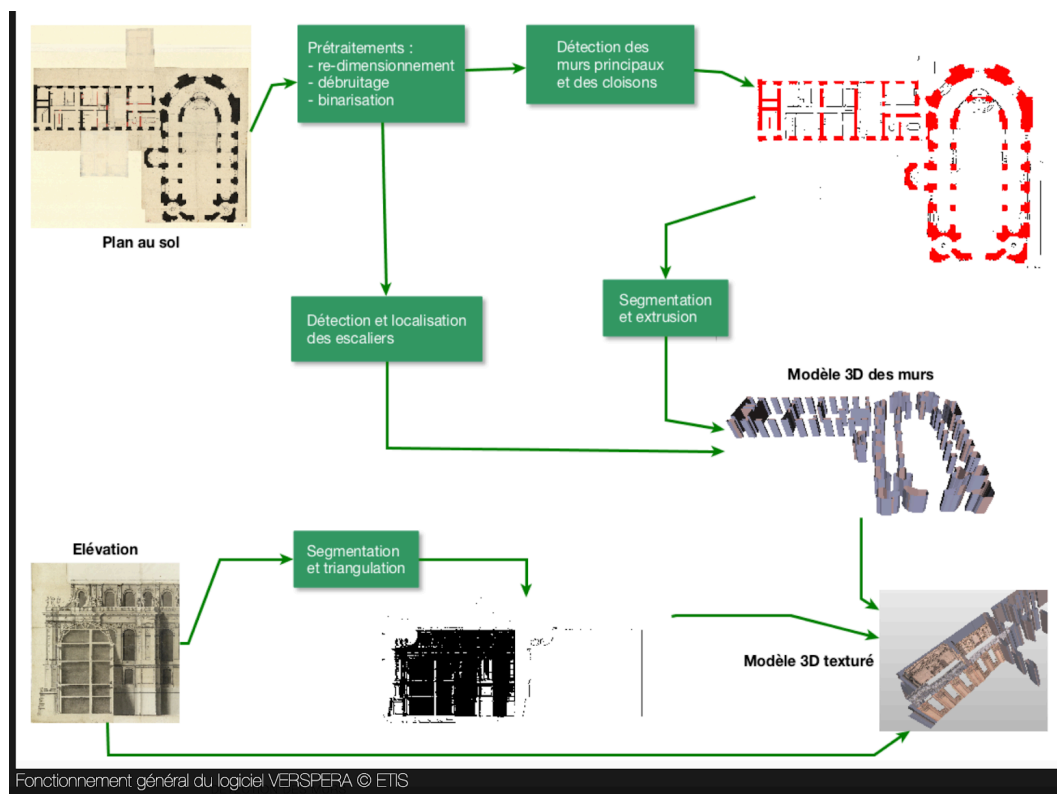 Prétraitements :
- re-dimensionnement
- débruitage
- binarisation
Détection des
murs principaux
et des cloisons
Plan au sol
Détection et localisation
des escaliers
Segmentation
et extrusion
Modèle 3D des murs
Elévation
Segmentation
et triangulation
Modèle 3D texturé
Fonctionnement général du logiciel VERSPERA © ETIS